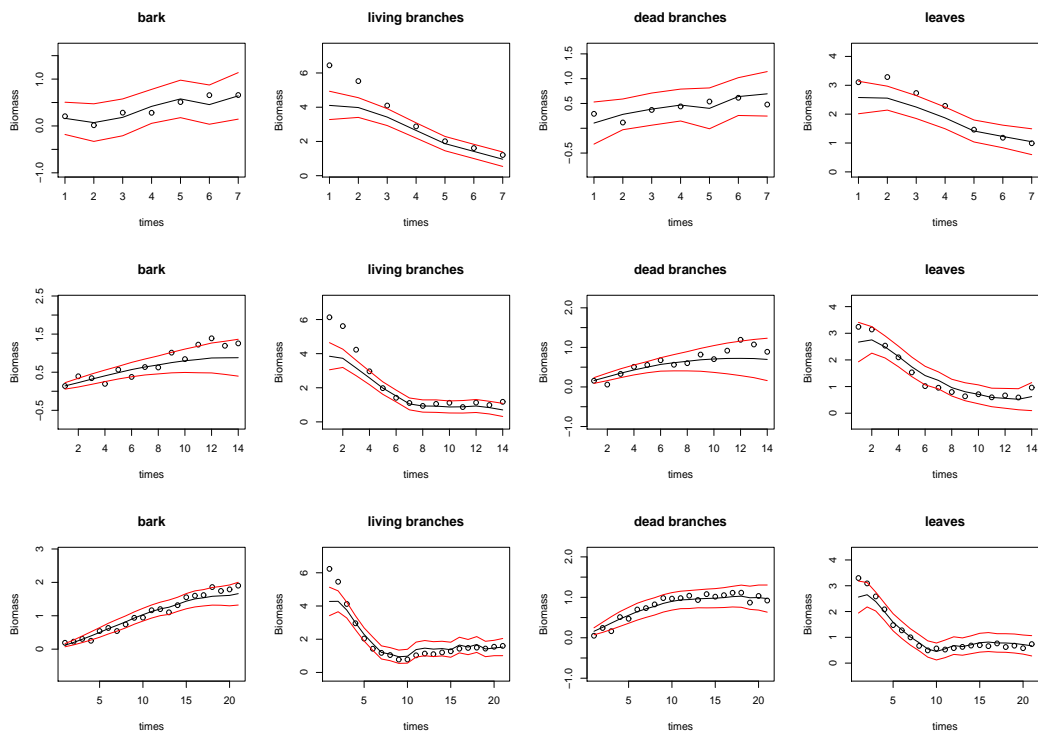 bark living branches dead branches leaves
Biomass −1.0 0.0 1.0 Biomass 0 2 4 6 Biomass −0.5 0.5 1.5 Biomass 0 1 2 3 4
1 2 3 4 5 6 7 1 2 3 4 5 6 7 1 2 3 4 5 6 7 1 2 3 4 5 6 7
times times times times
bark living branches dead branches leaves
Biomass −0.5 0.5 1.5 2.5 Biomass 0 2 4 6 Biomass −1.0 0.0 1.0 2.0 Biomass 0 1 2 3 4
2 4 6 8 10 12 14 2 4 6 8 10 12 14 2 4 6 8 10 12 14 2 4 6 8 10 12 14
times times times times
bark living branches dead branches leaves
Biomass 0 1 2 3 Biomass 0 2 4 6 Biomass −1.0 0.0 1.0 2.0 Biomass 0 1 2 3 4
5 10 15 20 5 10 15 20 5 10 15 20 5 10 15 20
times times times times